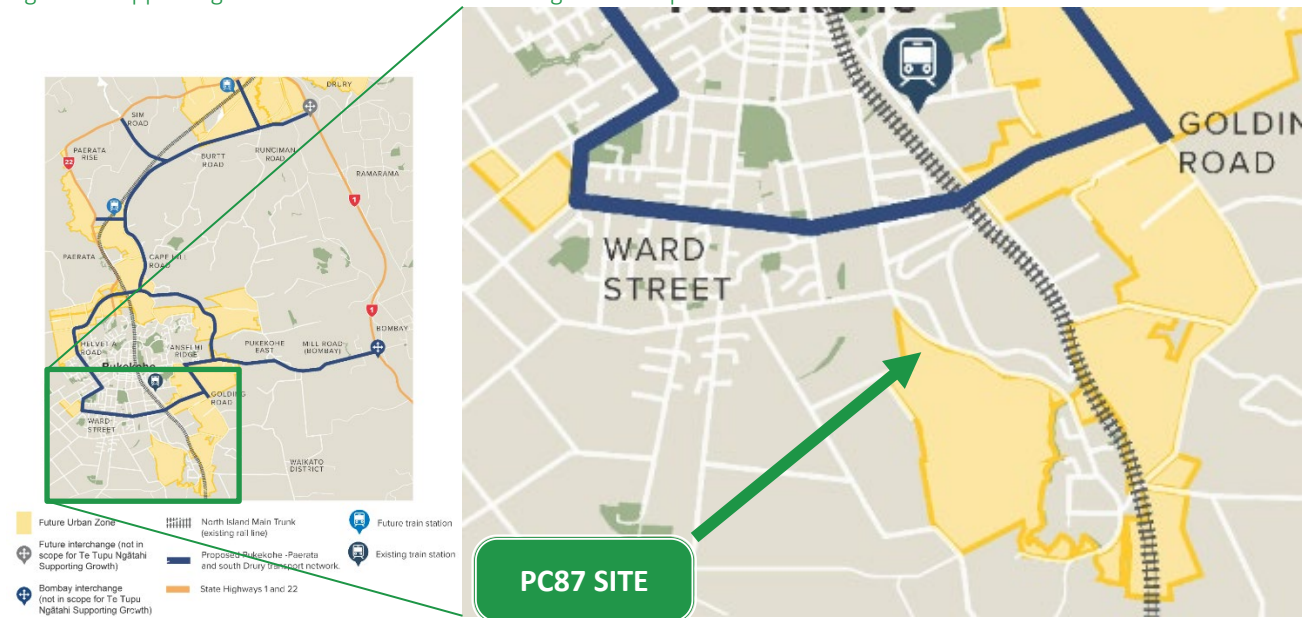 DRURY
SIM
ROAD
PAERATA
RISE
22
BURTT
ROAD
RUNCIMAN
ROAD
RAMARAMA
1
PAERATA
CAPE HILL
ROAD
1
BOMBAY
HELVETIA
ROAD
ANSELMI
RIDGE
PUKEKOHE
EAST
MILL ROAD
(BOMBAY)
Pukekohe
GOLDING
ROAD
WARD
STREET
WAIKATO
DISTRICT
Future Urban Zone
Future interchange (not in
scope for Te Tupu Ngātahi
Supporting Growth)
Bombay interchange
(not in scope for Te Tupu
Ngātahi Supporting Growth)
North Island Main Trunk
(existing rail line)
Proposed Pukekohe -Paerata
and south Drury transport network.
State Highways 1 and 22
Future train station
Existing train station
Pukekohe
GOLDIN
ROAD
WARD
STREET
PC87 SITE